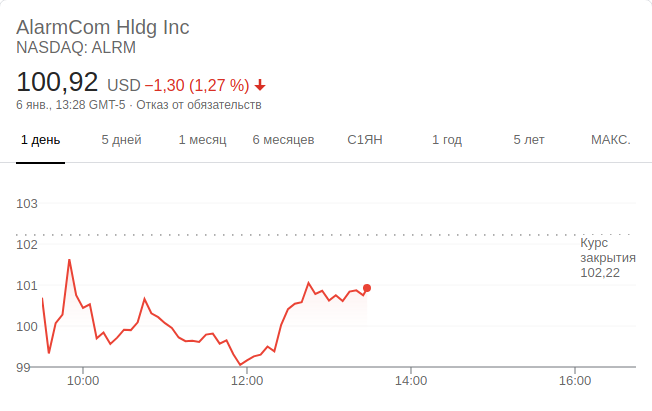 AlarmCom Hldg Inc
NASDAQ: ALRM
100,92 USD −1,30 (1,27 %)
6 янв., 13:28 GMT-5 · Отказ от обязательств
1 день 5 дней 1 месяц 6 месяцев С1ЯН 1 год 5 лет МАКС.
103
102
101
100
99
Курс
закрытия
102,22
10:00 12:00 14:00 16:00